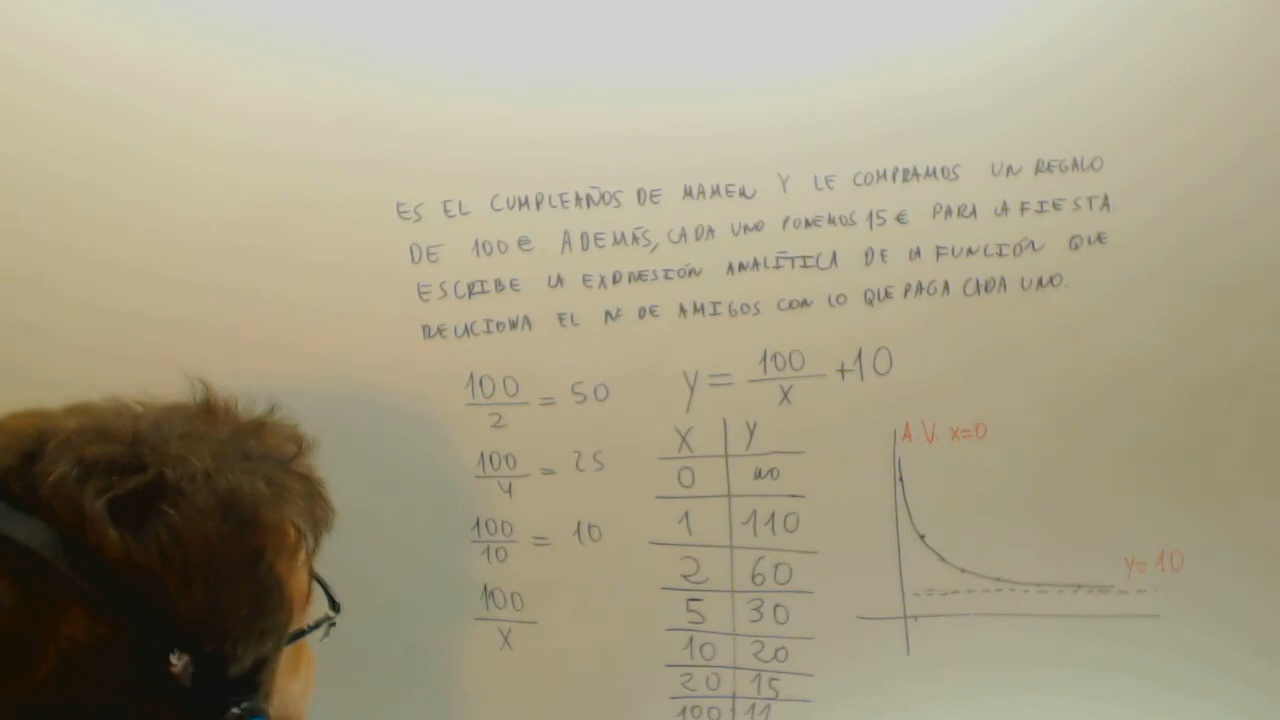 ES EL CUMPLEAÑOS DE MAMEN Y LE COMPRAMOS UN REGALO
DE 100 €. ADEMÁS, CADA UNO PONEMOS 15 € PARA LA FIESTA
ESCRIBE LA EXPRESIÓN ANALÍTICA DE LA FUNCIÓN QUE
RELACIONA EL Nº DE AMIGOS CON LO QUE PAGA CADA UNO.
100/2 = 50
100/4 = 25
100/10 = 10
100/X
y = 100/X + 10
X Y
0 no
1 110
2 60
5 30
10 20
20 15
100 11
A.V. x=0
y=10